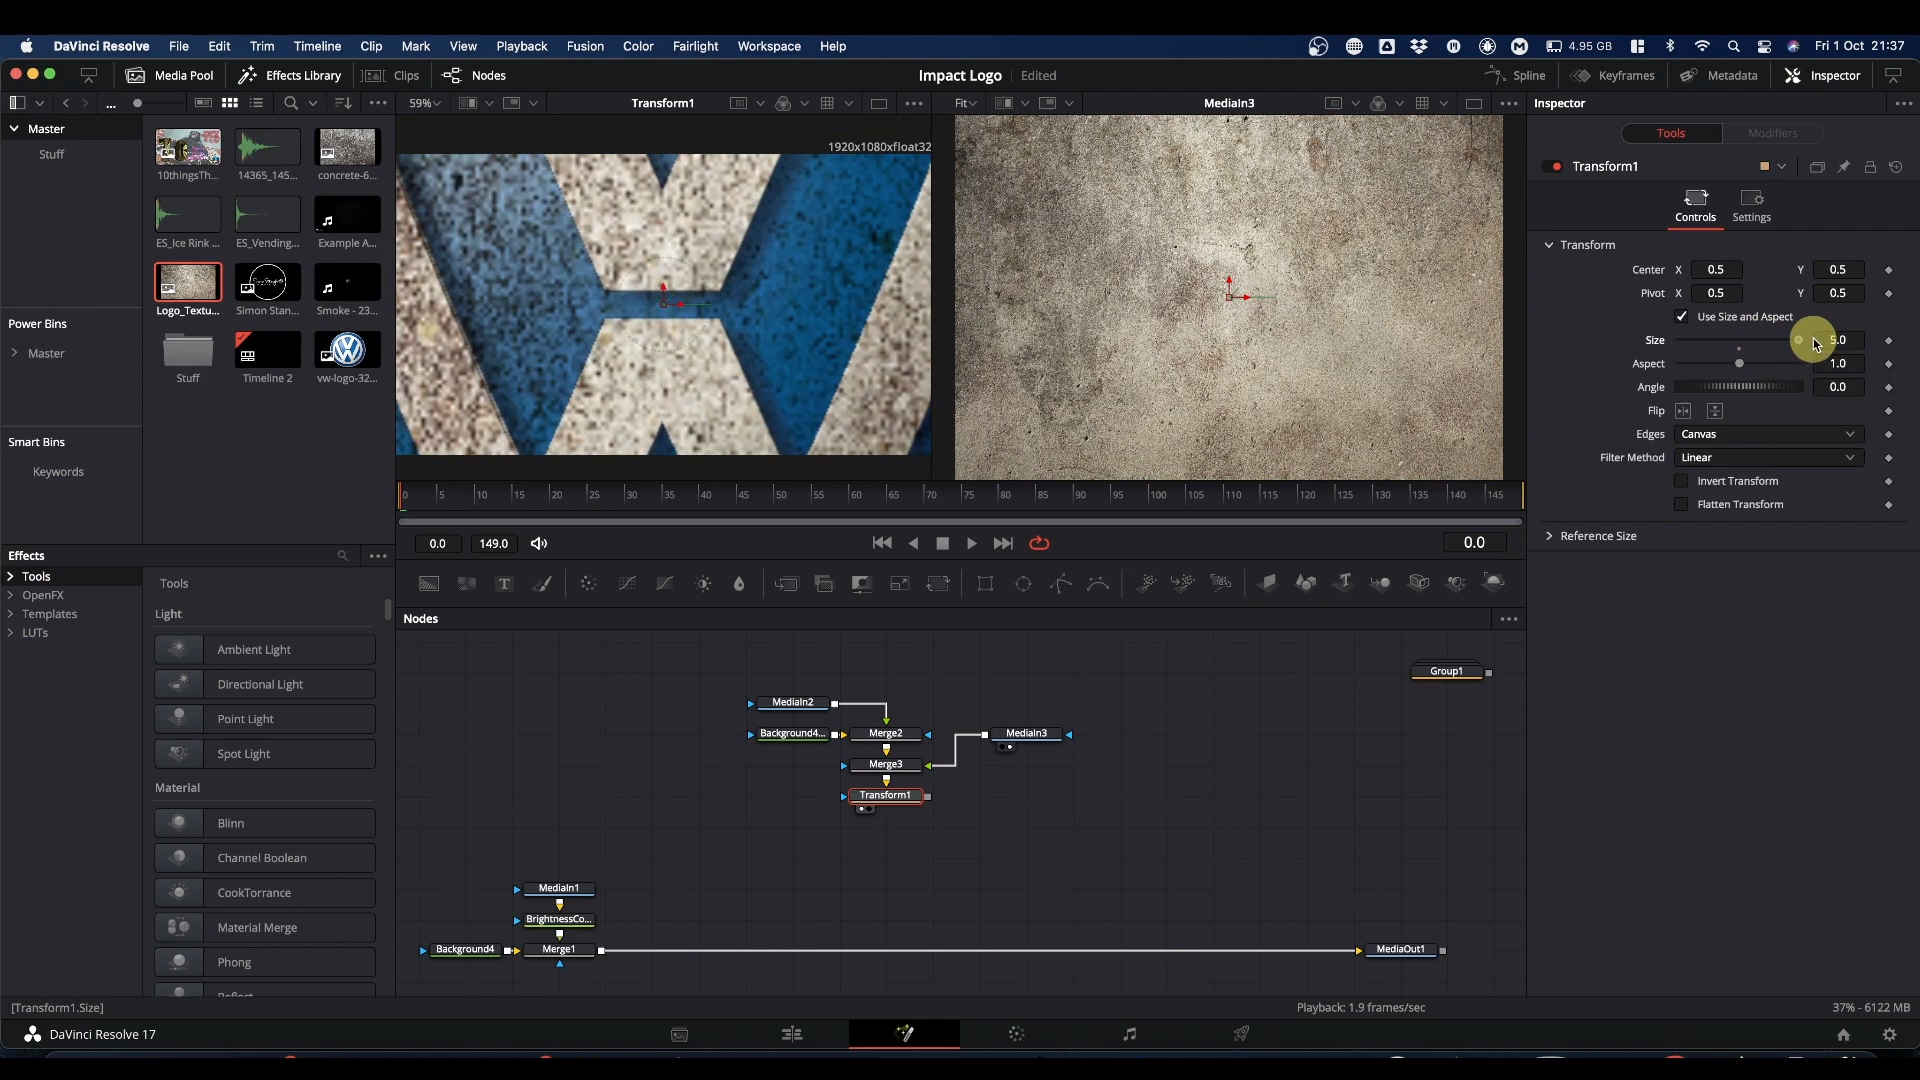 DaVinci Resolve File Edit Trim Timeline Clip Mark View Playback Fusion Color Fairlight Workspace Help 4.95 GB Fri 1 Oct 21:37
Media Pool Effects Library Clips Nodes Impact Logo Edited Spline Keyframes Metadata Inspector
59% Transform1 Fit MediaIn3 Inspector
Master
Stuff
10thingsTh...
14365_145...
concrete-6...
ES_Ice Rink ...
ES_Vending...
Example A...
Logo_Textu...
Simon Stan...
Smoke - 23...
Stuff
Timeline 2
vw-logo-32...
Power Bins
Master
Smart Bins
Keywords
1920x1080xfloat32
Tools Modifiers
Transform1
Controls Settings
Transform
Center X 0.5 Y 0.5
Pivot X 0.5 Y 0.5
Use Size and Aspect
Size 5.0
Aspect 1.0
Angle 0.0
Flip
Edges Canvas
Filter Method Linear
Invert Transform
Flatten Transform
Reference Size
0 5 10 15 20 25 30 35 40 45 50 55 60 65 70 75 80 85 90 95 100 105 110 115 120 125 130 135 140 145
0.0 149.0 0.0
Effects
Tools
OpenFX
Templates
LUTs
Tools
Light
Ambient Light
Directional Light
Point Light
Spot Light
Material
Blinn
Channel Boolean
CookTorrance
Material Merge
Phong
Nodes
Group1
MediaIn2
Background4... Merge2 MediaIn3
Merge3
Transform1
MediaIn1
BrightnessCo...
Background4 Merge1 MediaOut1
[Transform1.Size] Playback: 1.9 frames/sec 37% - 6122 MB
DaVinci Resolve 17